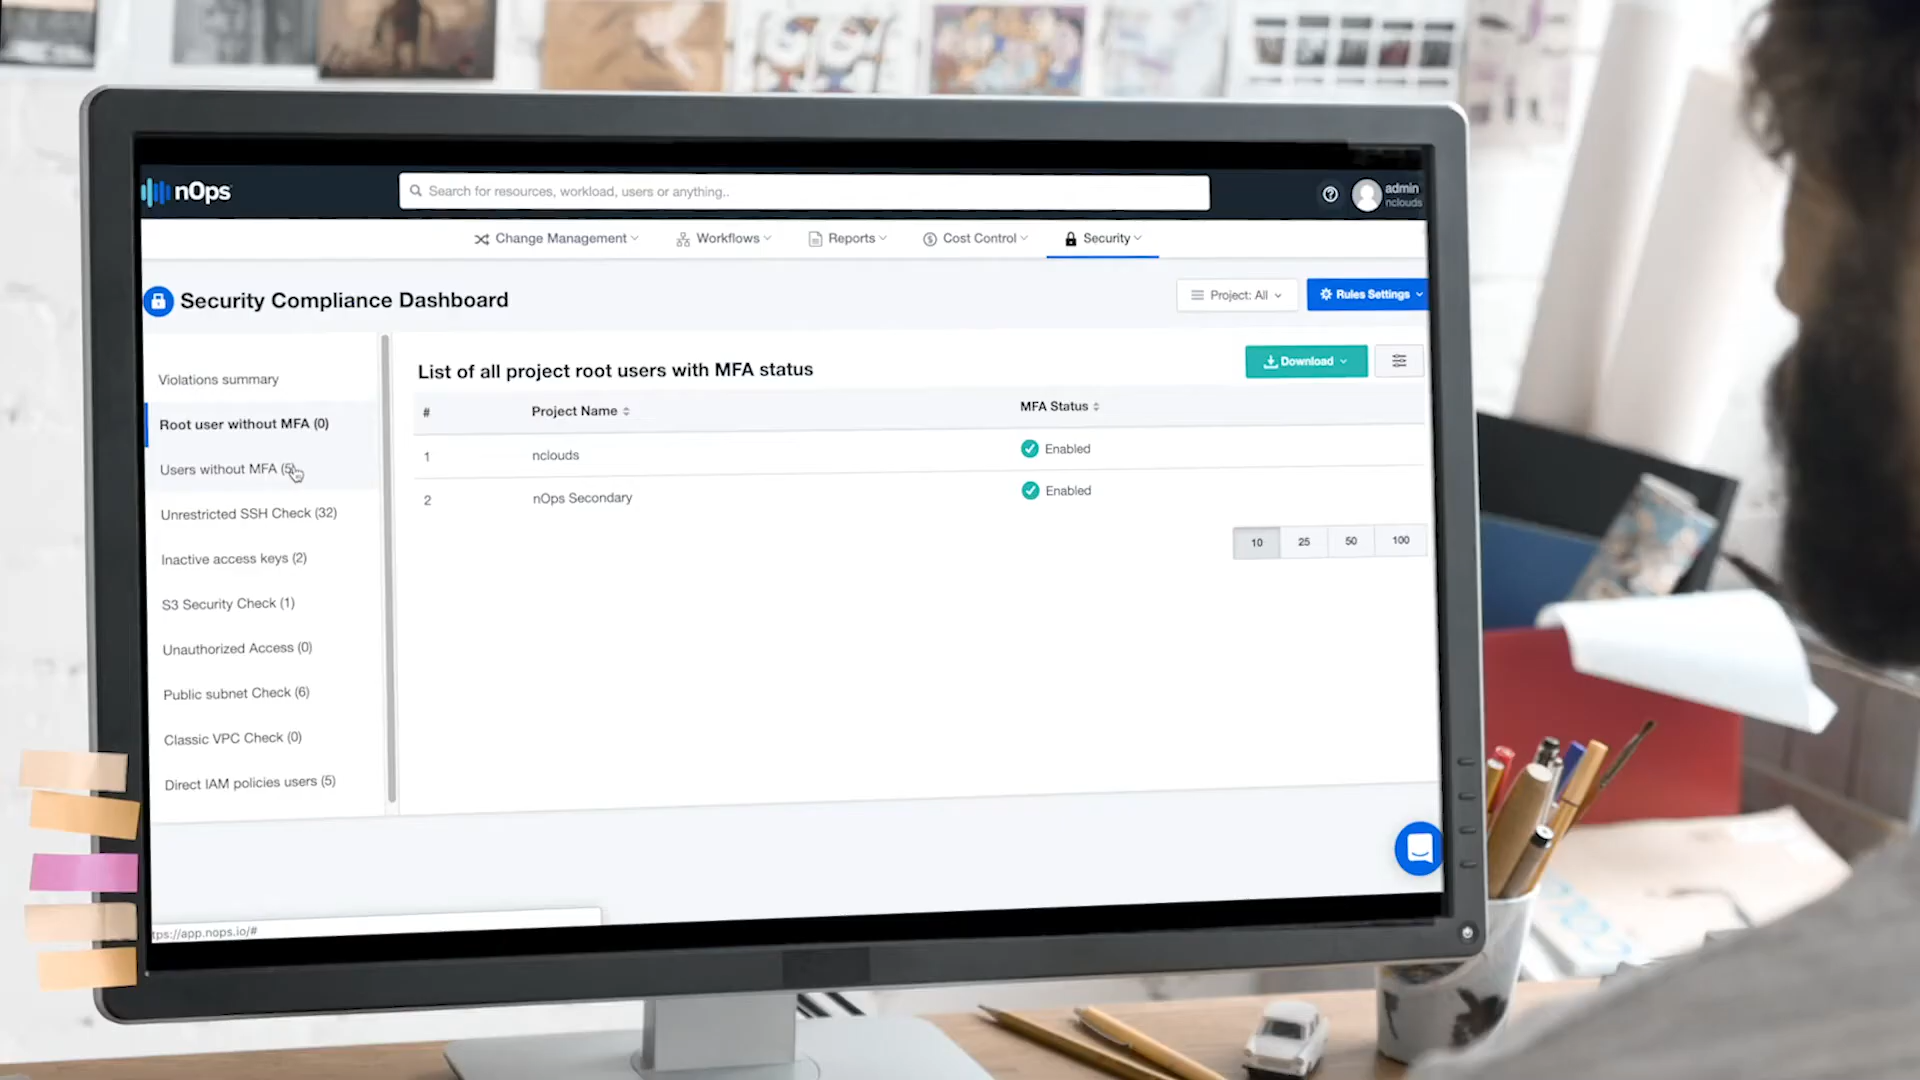 nOps
Search for resources, workload, users or anything..
admin
nclouds
Change Management
Workflows
Reports
Cost Control
Security
Security Compliance Dashboard
Project: All
Rules Settings
Violations summary
Root user without MFA (0)
Users without MFA (5)
Unrestricted SSH Check (32)
Inactive access keys (2)
S3 Security Check (1)
Unauthorized Access (0)
Public subnet Check (6)
Classic VPC Check (0)
Direct IAM policies users (5)
List of all project root users with MFA status
Download
# Project Name MFA Status
1 nclouds Enabled
2 nOps Secondary Enabled
10 25 50 100
tps://app.nops.io/#